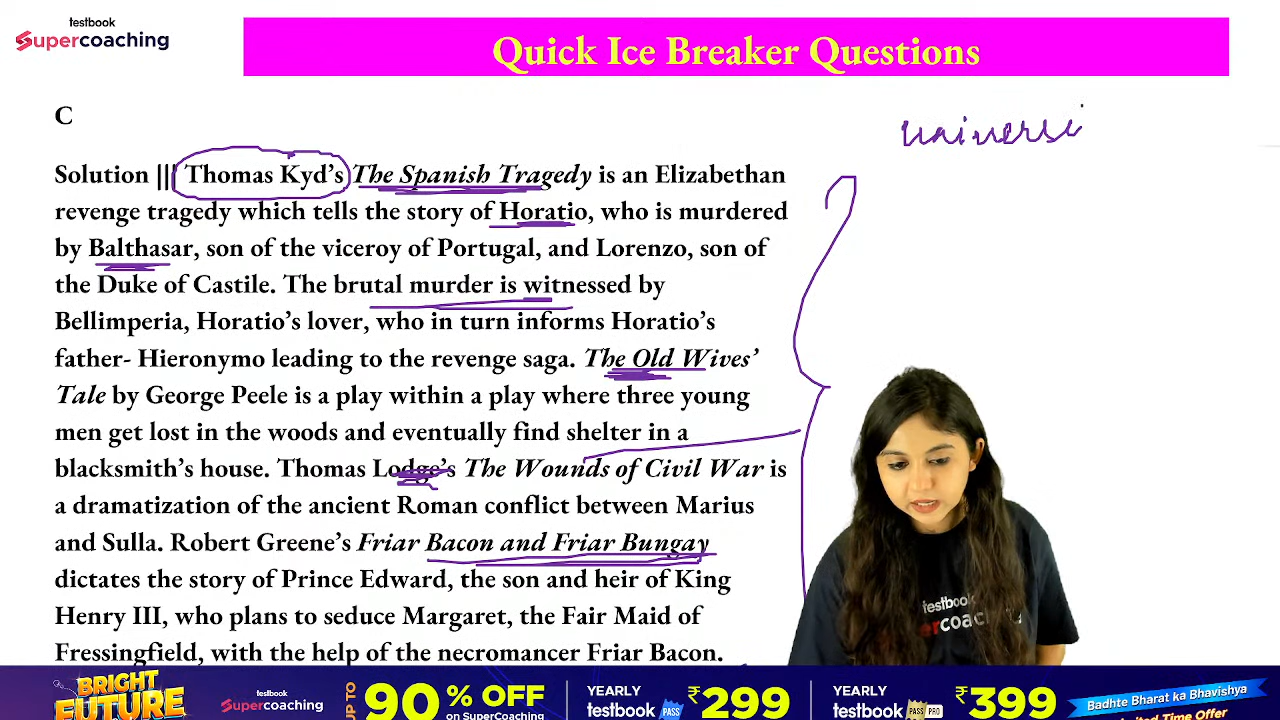 testbook
Supercoaching
Quick Ice Breaker Questions
C
universi
Solution ||| Thomas Kyd's The Spanish Tragedy is an Elizabethan
revenge tragedy which tells the story of Horatio, who is murdered
by Balthasar, son of the viceroy of Portugal, and Lorenzo, son of
the Duke of Castile. The brutal murder is witnessed by
Bellimperia, Horatio's lover, who in turn informs Horatio's
father- Hieronymo leading to the revenge saga. The Old Wives'
Tale by George Peele is a play within a play where three young
men get lost in the woods and eventually find shelter in a
blacksmith's house. Thomas Lodge's The Wounds of Civil War is
a dramatization of the ancient Roman conflict between Marius
and Sulla. Robert Greene's Friar Bacon and Friar Bungay
dictates the story of Prince Edward, the son and heir of King
Henry III, who plans to seduce Margaret, the Fair Maid of
Fressingfield, with the help of the necromancer Friar Bacon.
testbook
BRIGHT
FUTURE
testbook
Supercoaching
UPTO
90% OFF
on SuperCoaching
YEARLY
testbook PASS
₹299
YEARLY
testbook PASS PRO
₹399
Badhte Bharat ka Bhavishya
Time Offer